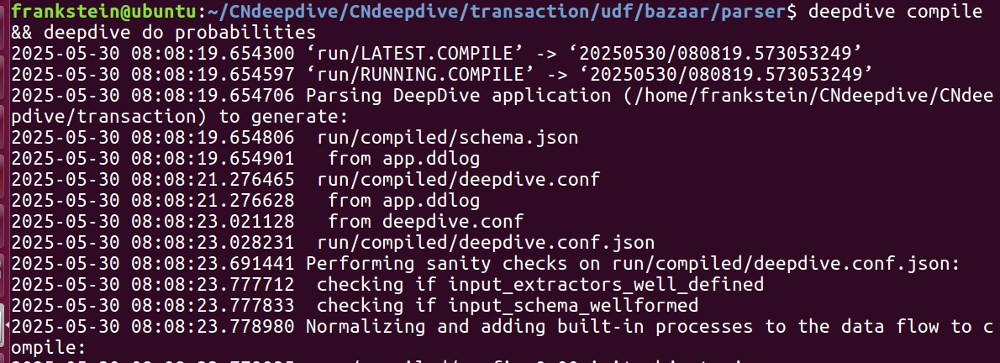 frankstein@ubuntu:~/CNdeepdive/CNdeepdive/transaction/udf/bazaar/parser$ deepdive compile
&& deepdive do probabilities
2025-05-30 08:08:19.654300 ‘run/LATEST.COMPILE’ -> ‘20250530/080819.573053249’
2025-05-30 08:08:19.654597 ‘run/RUNNING.COMPILE’ -> ‘20250530/080819.573053249’
2025-05-30 08:08:19.654706 Parsing DeepDive application (/home/frankstein/CNdeepdive/CNdee
pdive/transaction) to generate:
2025-05-30 08:08:19.654806  run/compiled/schema.json
2025-05-30 08:08:19.654901   from app.ddlog
2025-05-30 08:08:21.276465  run/compiled/deepdive.conf
2025-05-30 08:08:21.276628   from app.ddlog
2025-05-30 08:08:23.021128   from deepdive.conf
2025-05-30 08:08:23.028231  run/compiled/deepdive.conf.json
2025-05-30 08:08:23.691441 Performing sanity checks on run/compiled/deepdive.conf.json:
2025-05-30 08:08:23.777712  checking if input_extractors_well_defined
2025-05-30 08:08:23.777833  checking if input_schema_wellformed
2025-05-30 08:08:23.778980 Normalizing and adding built-in processes to the data flow to c
ompile: